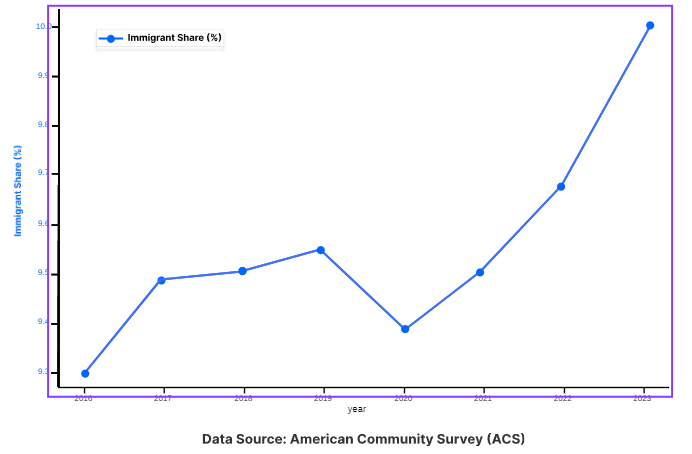 Immigrant Share (%)
10.0
9.9
9.8
9.7
9.6
9.5
9.4
9.3
Immigrant Share (%)
2016 2017 2018 2019 2020 2021 2022 2023
year
Data Source: American Community Survey (ACS)